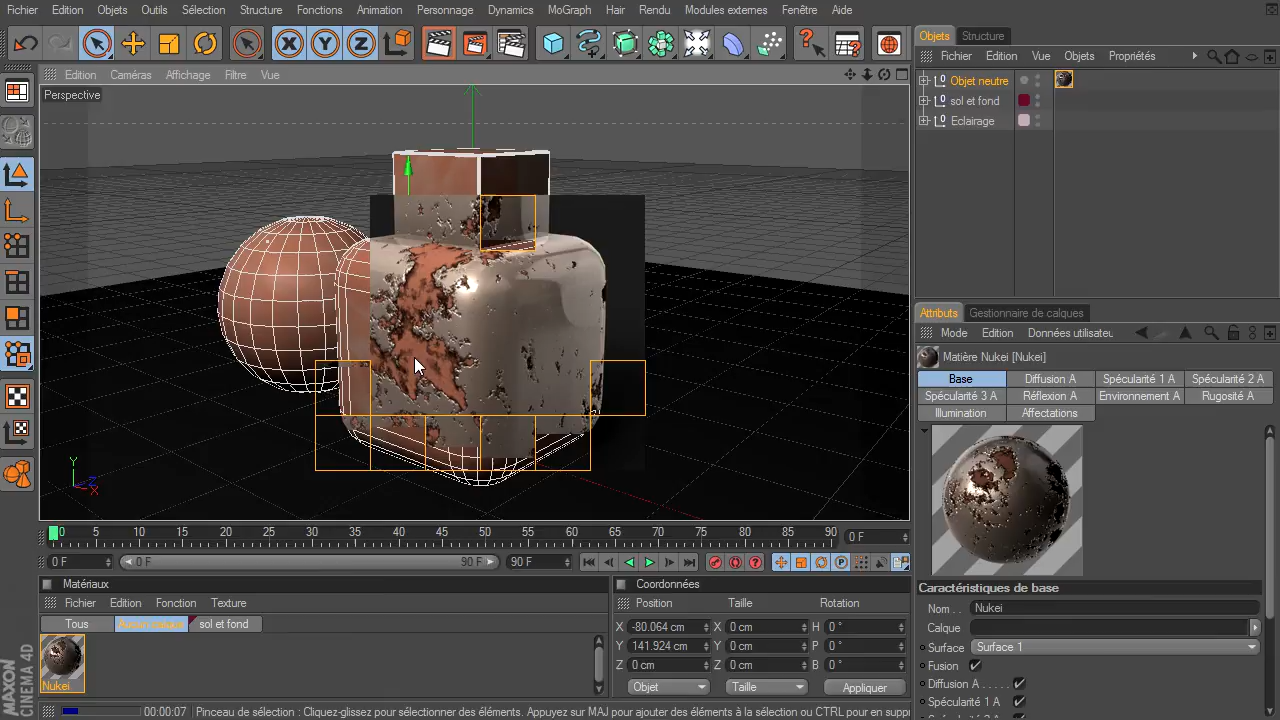 Fichier Edition Objets Outils Sélection Structure Fonctions Animation Personnage Dynamics MoGraph Hair Rendu Modules externes Fenêtre Aide
Objets Structure
Edition Caméras Affichage Filtre Vue
Fichier Edition Vue Objets Propriétés
Perspective
Objet neutre
sol et fond
Eclairage
Attributs Gestionnaire de calques
Mode Edition Données utilisateu
Matière Nukei [Nukei]
Base Diffusion A Spécularité 1 A Spécularité 2 A
Spécularité 3 A Réflexion A Environnement A Rugosité A
Illumination Affectations
0 5 10 15 20 25 30 35 40 45 50 55 60 65 70 75 80 85 90 0 F
0 F 0 F 90 F 90 F
Matériaux
Coordonnées
Caractéristiques de base
Fichier Edition Fonction Texture
Position Taille Rotation
Nom . . Nukei
Tous sol et fond
X -80.064 cm X 0 cm H 0 °
Calque
Y 141.924 cm Y 0 cm P 0 °
Surface Surface 1
Z 0 cm Z 0 cm B 0 °
Fusion
Nukei
Objet Taille Appliquer
Diffusion A . . . . .
Spécularité 1 A
00:00:07 Pinceau de sélection : Cliquez-glissez pour sélectionner des éléments. Appuyez sur MAJ pour ajouter des éléments à la sélection ou CTRL pour en supp
MAXON
CINEMA 4D
X Y Z